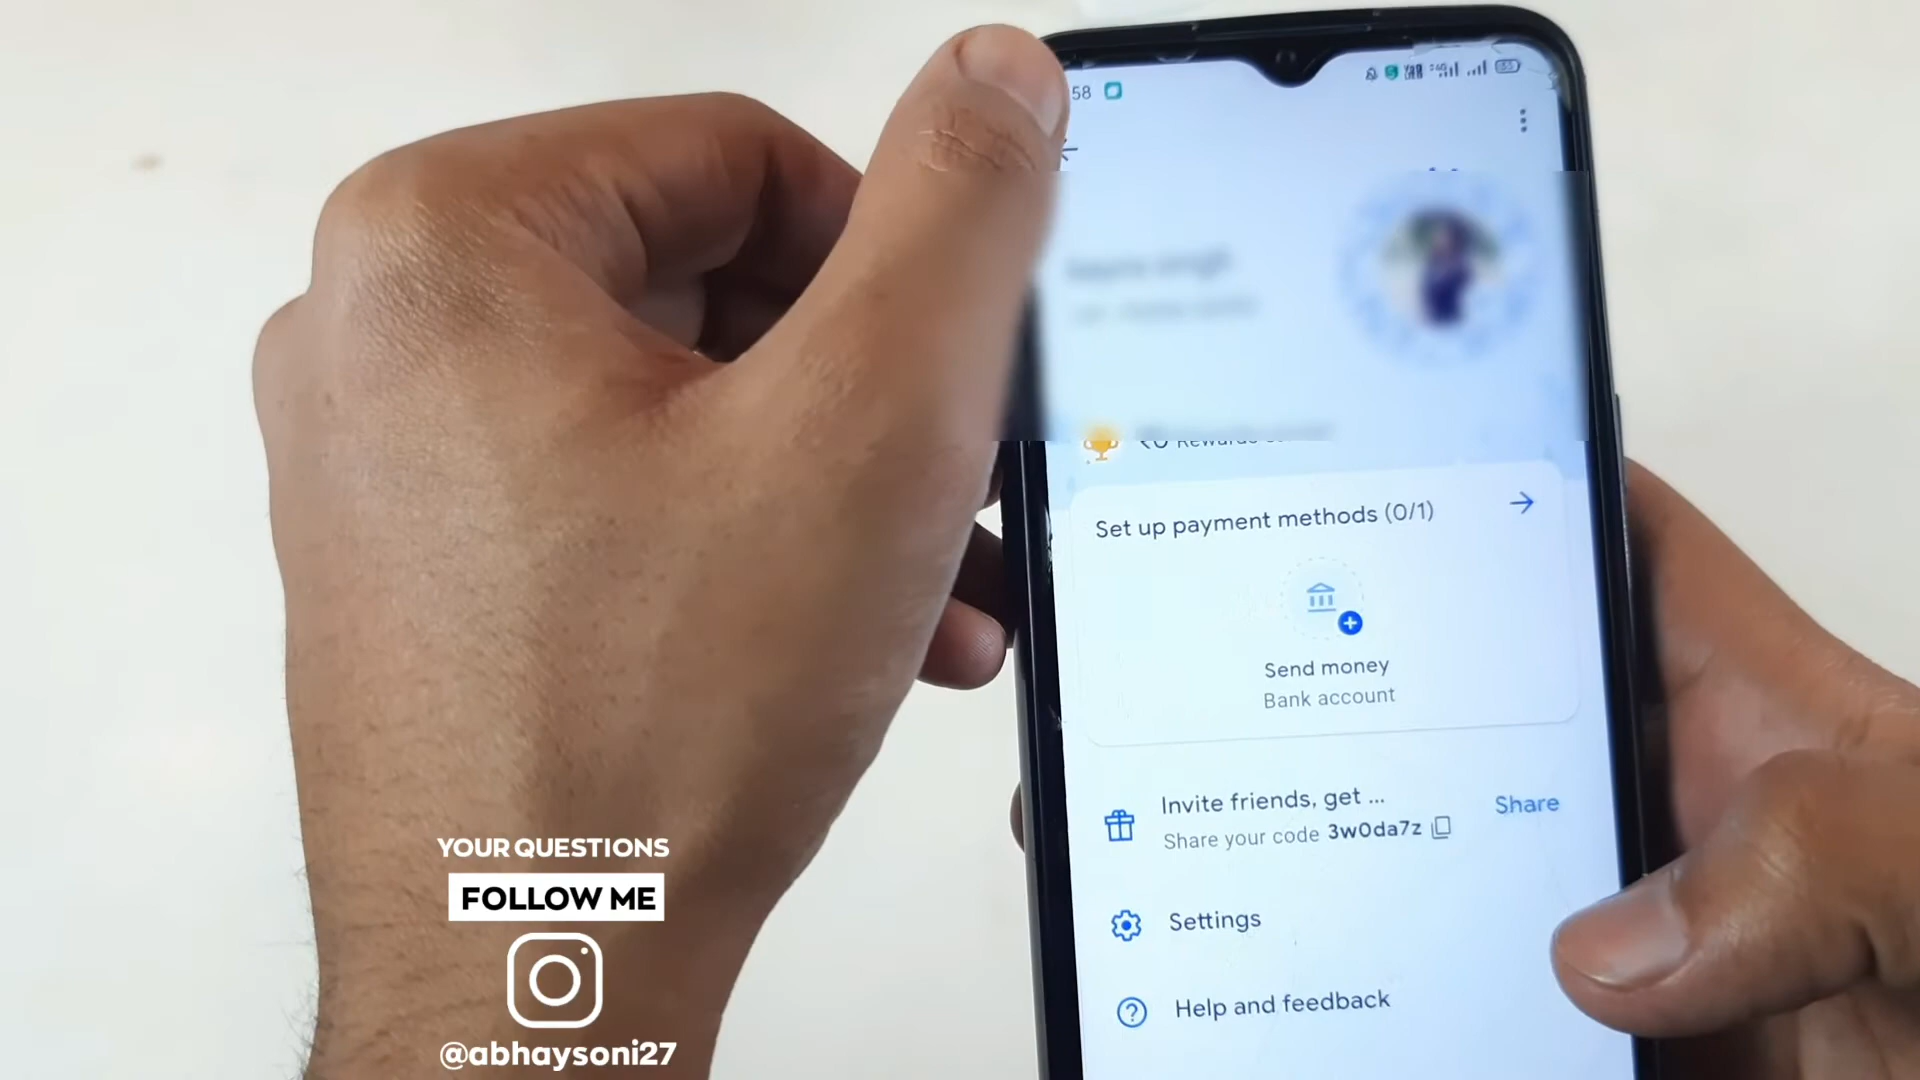 58
Set up payment methods (0/1)
Send money
Bank account
Invite friends, get ...
Share your code 3w0da7z
Share
Settings
Help and feedback
YOUR QUESTIONS
FOLLOW ME
@abhaysoni27